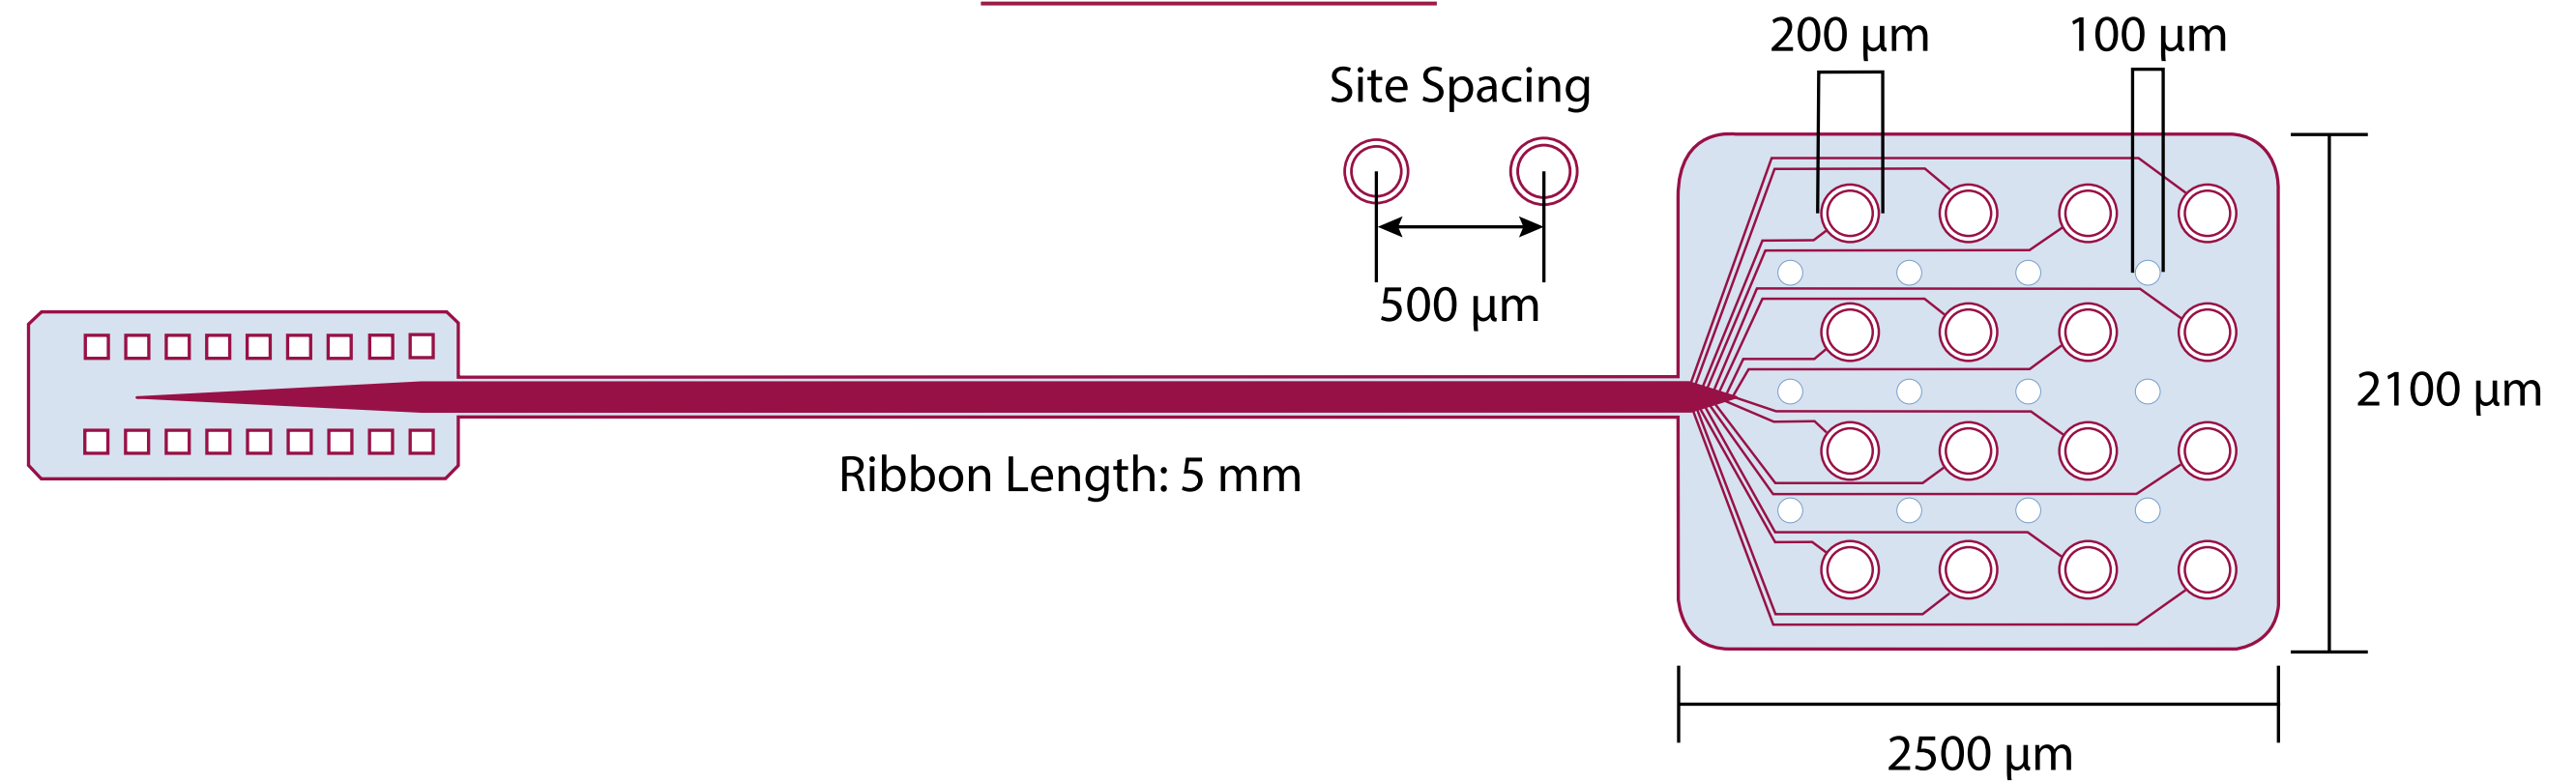 200 µm
100 µm
Site Spacing
500 µm
2100 µm
Ribbon Length: 5 mm
2500 µm